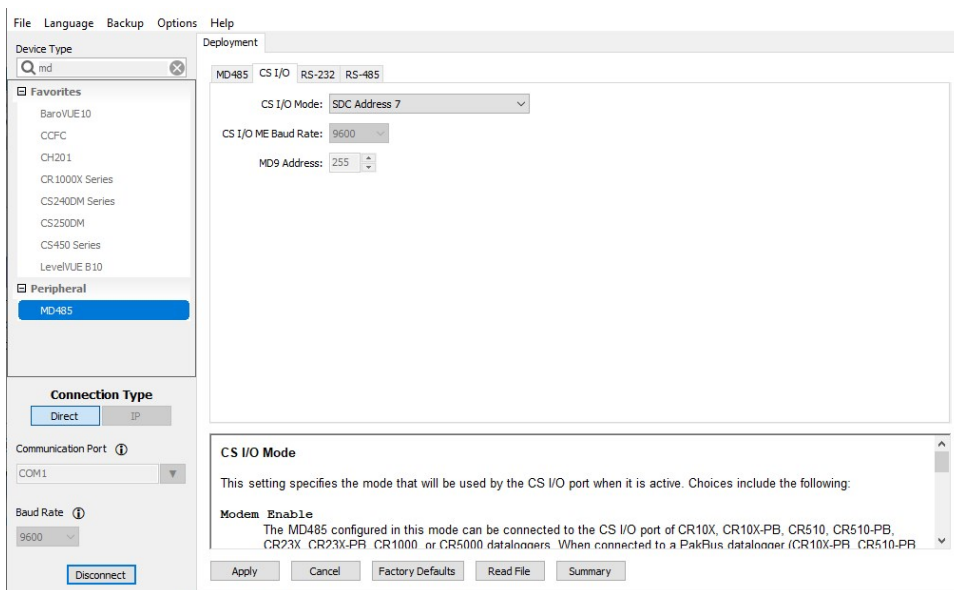 File Language Backup Options Help
Device Type
md
Favorites
BaroVUE10
CCFC
CH201
CR1000X Series
CS240DM Series
CS250DM
CS450 Series
LevelVUE B10
Peripheral
MD485
Connection Type
Direct IP
Communication Port
COM1
Baud Rate
9600
Disconnect
Deployment
MD485 CS I/O RS-232 RS-485
CS I/O Mode: SDC Address 7
CS I/O ME Baud Rate: 9600
MD9 Address: 255
CS I/O Mode
This setting specifies the mode that will be used by the CS I/O port when it is active. Choices include the following:
Modem Enable
The MD485 configured in this mode can be connected to the CS I/O port of CR10X, CR10X-PB, CR510, CR510-PB,
CR23X, CR23X-PB, CR1000, or CR5000 dataloggers. When connected to a PakBus datalogger (CR10X-PB, CR510-PB
Apply Cancel Factory Defaults Read File Summary